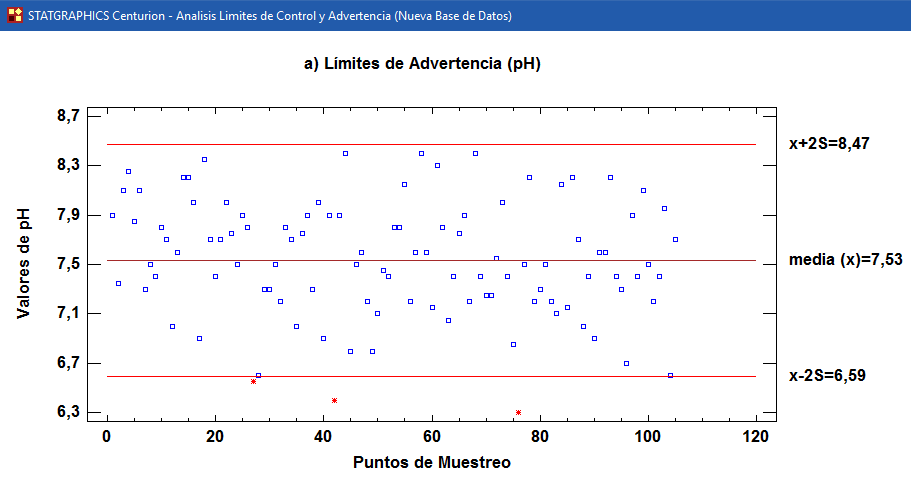 STATGRAPHICS Centurion - Analisis Limites de Control y Advertencia (Nueva Base de Datos)
a) Límites de Advertencia (pH)
8,7
x+2S=8,47
8,3
7,9
Valores de pH
7,5
media (x)=7,53
7,1
6,7
x-2S=6,59
6,3
0 20 40 60 80 100 120
Puntos de Muestreo